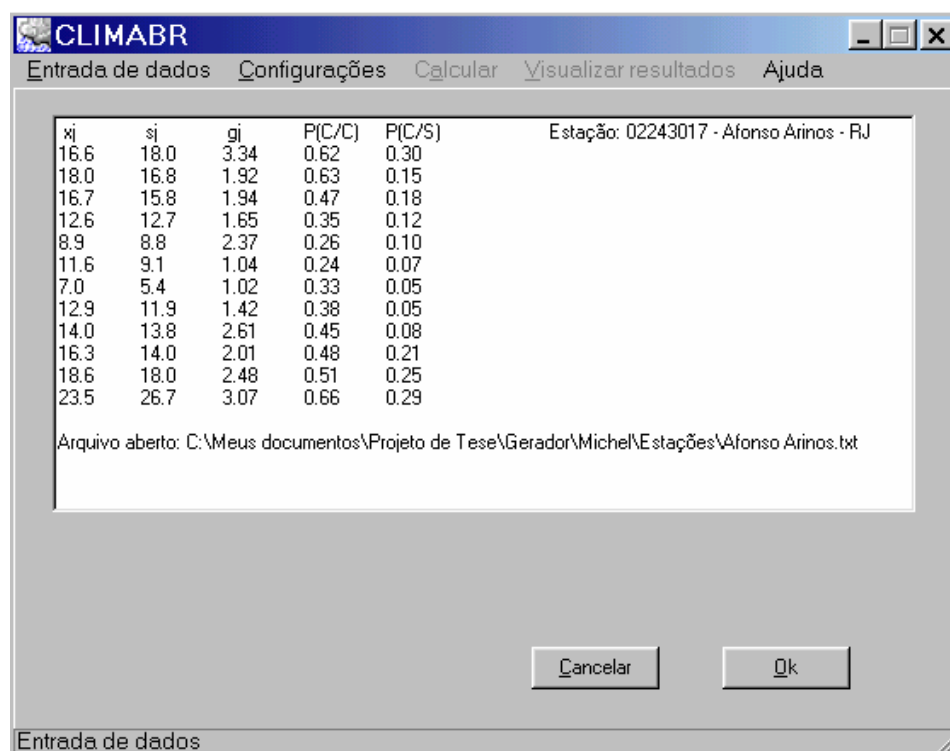 CLIMABR
Entrada de dados Configurações Calcular Visualizar resultados Ajuda
xj sj gj P(C/C) P(C/S) Estação: 02243017 - Afonso Arinos - RJ
16.6 18.0 3.34 0.62 0.30
18.0 16.8 1.92 0.63 0.15
16.7 15.8 1.94 0.47 0.18
12.6 12.7 1.65 0.35 0.12
8.9 8.8 2.37 0.26 0.10
11.6 9.1 1.04 0.24 0.07
7.0 5.4 1.02 0.33 0.05
12.9 11.9 1.42 0.38 0.05
14.0 13.8 2.61 0.45 0.08
16.3 14.0 2.01 0.48 0.21
18.6 18.0 2.48 0.51 0.25
23.5 26.7 3.07 0.66 0.29
Arquivo aberto: C:\Meus documentos\Projeto de Tese\Gerador\Michel\Estações\Afonso Arinos.txt
Cancelar Ok
Entrada de dados